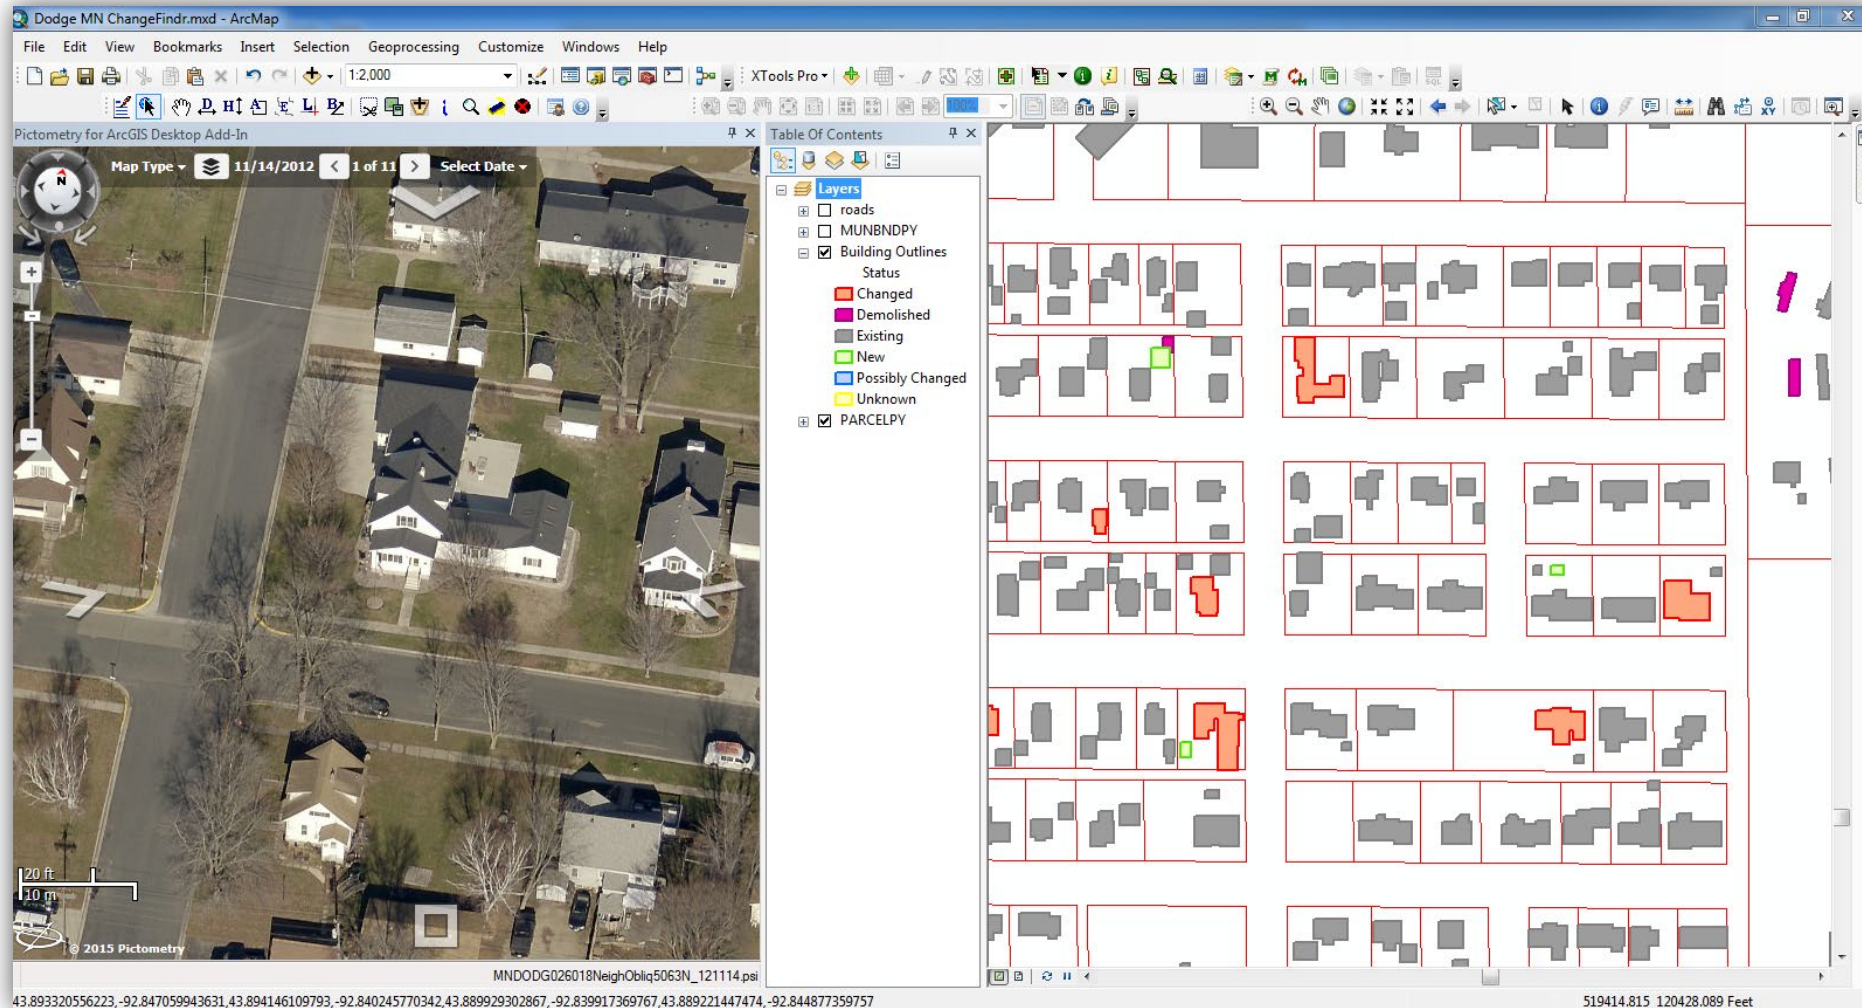 Dodge MN ChangeFindr.mxd - ArcMap
File Edit View Bookmarks Insert Selection Geoprocessing Customize Windows Help
1:2,000
XTools Pro
100%
Pictometry for ArcGIS Desktop Add-In
Table Of Contents
N
Map Type
11/14/2012
1 of 11
Select Date
Layers
roads
MUNBNDPY
Building Outlines
Status
Changed
Demolished
Existing
New
Possibly Changed
Unknown
PARCELPY
20 ft
10 m
© 2015 Pictometry
MNDODG026018NeighObliq5063N_121114.psi
43.893320556223,-92.847059943631,43.894146109793,-92.840245770342,43.889929302867,-92.839917369767,43.889221447474,-92.844877359757
519414.815 120428.089 Feet